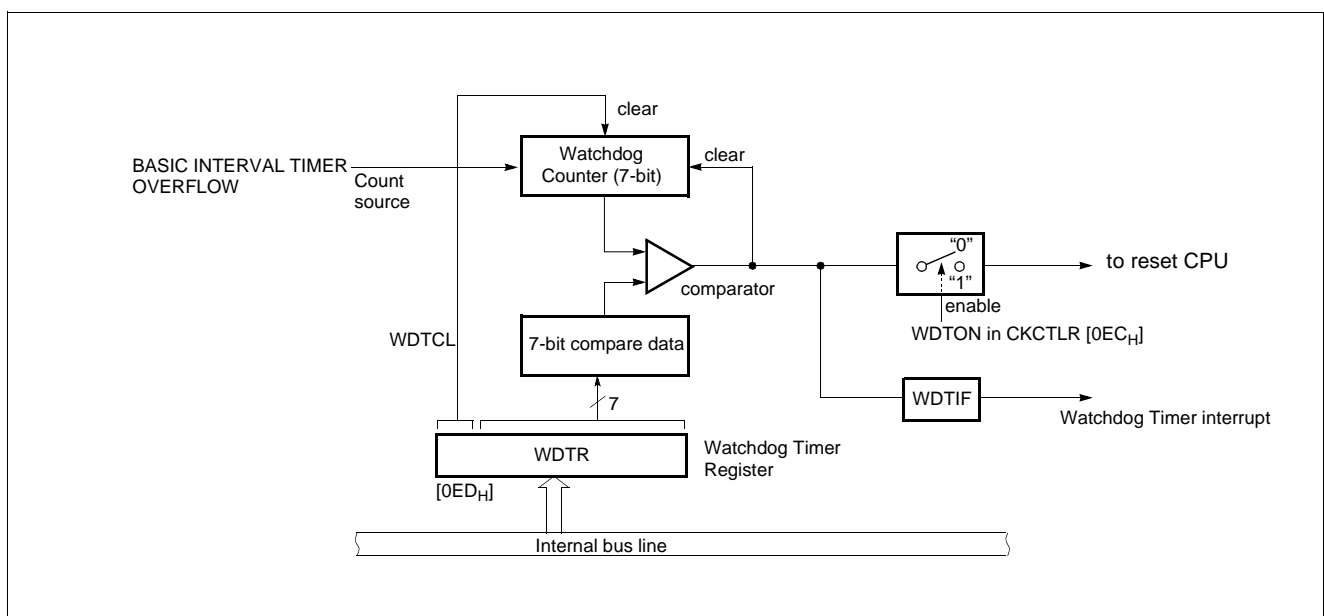 clear
BASIC INTERVAL TIMER
OVERFLOW
Count
source
Watchdog
Counter (7-bit)
clear
comparator
“0”
“1”
enable
to reset CPU
WDTON in CKCTLR [0ECH]
WDTCL
7-bit compare data
7
WDTIF
Watchdog Timer interrupt
WDTR
Watchdog Timer
Register
[0EDH]
Internal bus line